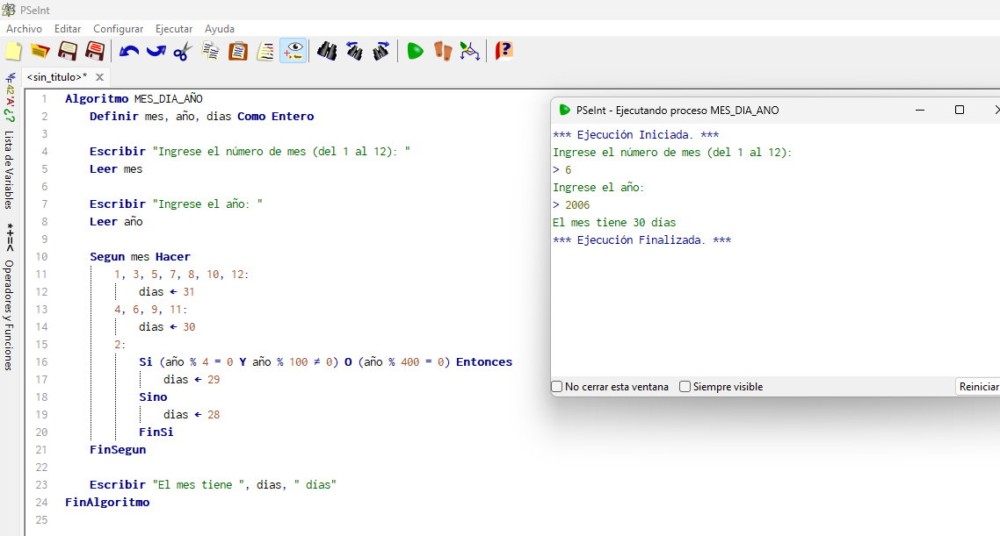 PSeInt
Archivo Editar Configurar Ejecutar Ayuda
<sin_titulo>* X
Lista de Variables
*+=<
Operadores y Funciones
1 Algoritmo MES_DIA_AÑO
2 Definir mes, año, dias Como Entero
3
4 Escribir "Ingrese el número de mes (del 1 al 12): "
5 Leer mes
6
7 Escribir "Ingrese el año: "
8 Leer año
9
10 Segun mes Hacer
11 1, 3, 5, 7, 8, 10, 12:
12 dias ← 31
13 4, 6, 9, 11:
14 dias ← 30
15 2:
16 Si (año % 4 = 0 Y año % 100 ≠ 0) O (año % 400 = 0) Entonces
17 dias ← 29
18 Sino
19 dias ← 28
20 FinSi
21 FinSegun
22
23 Escribir "El mes tiene ", dias, " días"
24 FinAlgoritmo
25
PSeInt - Ejecutando proceso MES_DIA_ANO
*** Ejecución Iniciada. ***
Ingrese el número de mes (del 1 al 12):
> 6
Ingrese el año:
> 2006
El mes tiene 30 días
*** Ejecución Finalizada. ***
No cerrar esta ventana Siempre visible Reiniciar